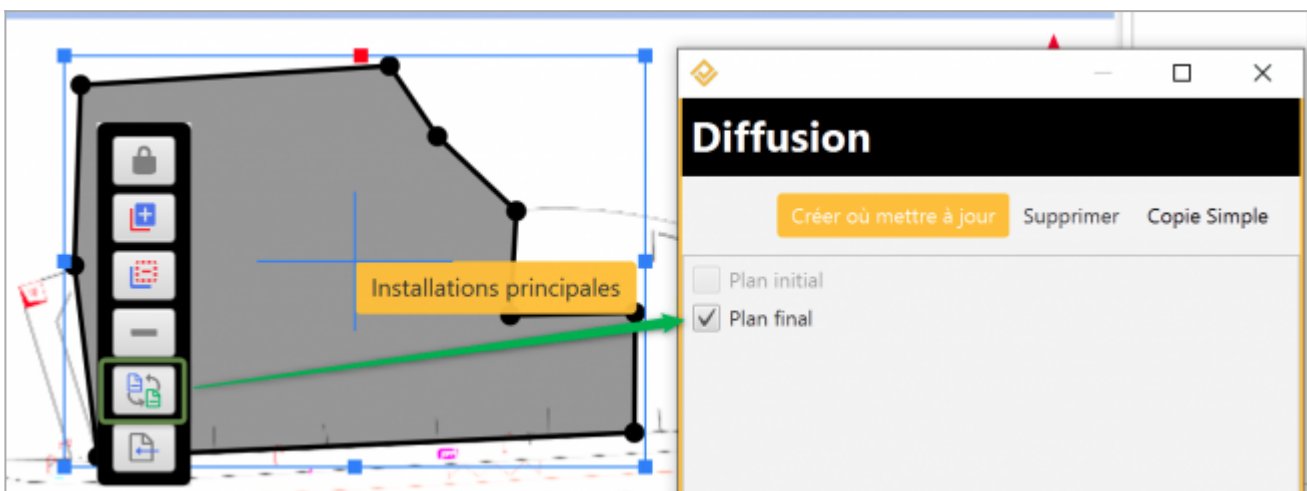 Diffusion
Créer où mettre à jour Supprimer Copie Simple
Installations principales
Plan initial
Plan final